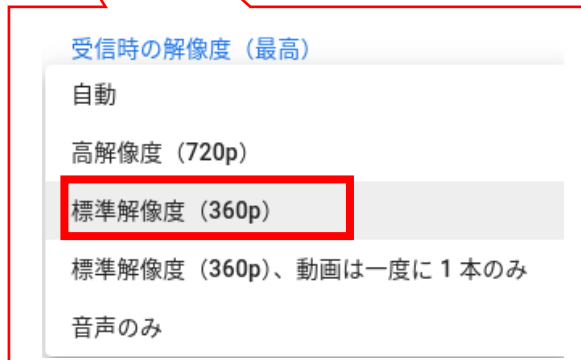 受信時の解像度（最高）
自動
高解像度（720p）
標準解像度（360p）
標準解像度（360p）、動画は一度に 1 本のみ
音声のみ